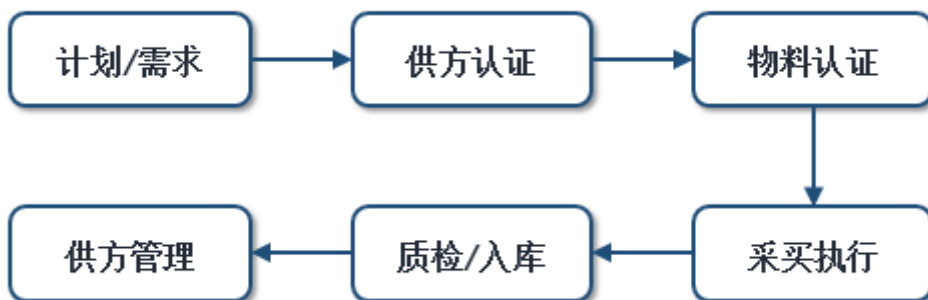 计划/需求
供方认证
物料认证
供方管理
质检/入库
采买执行